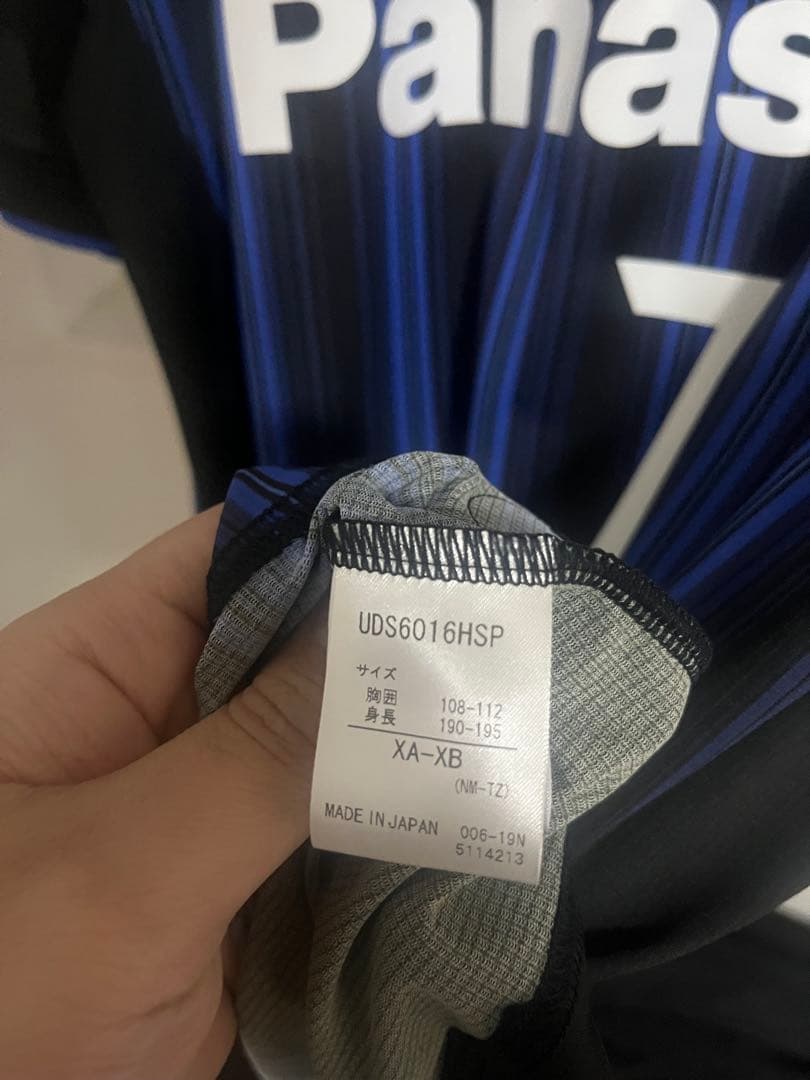 Panas
7
UDS6016HSP
サイズ
胸囲 108-112
身長 190-195
XA-XB
(NM-TZ)
MADE IN JAPAN 006-19N
5114213